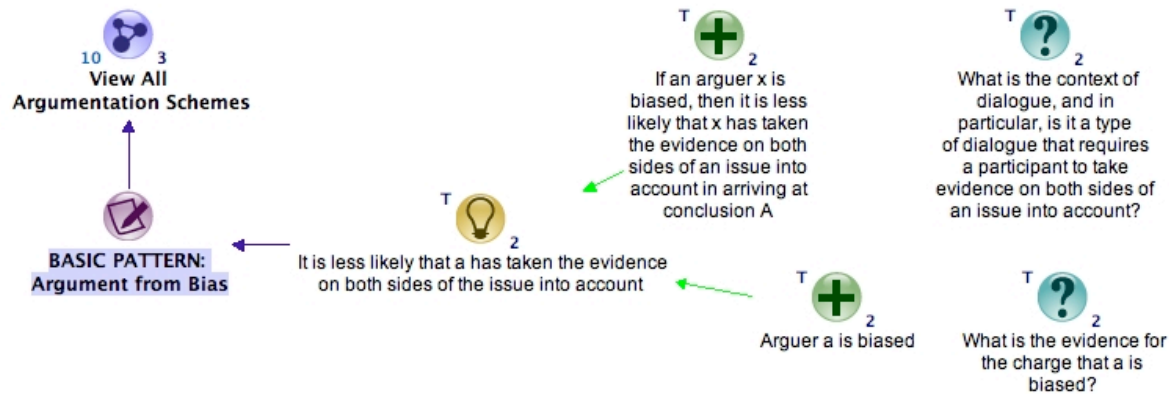 10
3
View All
Argumentation Schemes
BASIC PATTERN:
Argument from Bias
T
2
It is less likely that a has taken the evidence
on both sides of the issue into account
T
2
If an arguer x is
biased, then it is less
likely that x has taken
the evidence on both
sides of an issue into
account in arriving at
conclusion A
T
?
2
What is the context of
dialogue, and in
particular, is it a type
of dialogue that requires
a participant to take
evidence on both sides of
an issue into account?
T
2
Arguer a is biased
T
?
2
What is the evidence for
the charge that a is
biased?